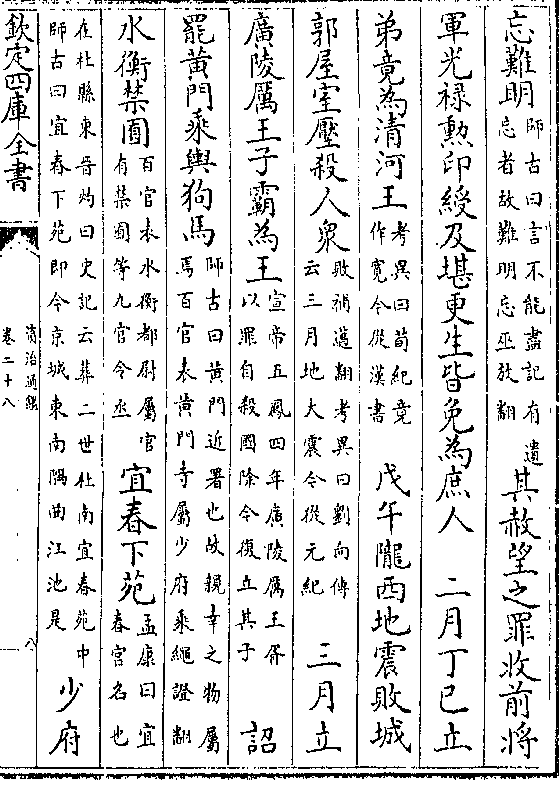 忘難明師古曰言不能盡記有遺忘者故難明忘巫放翻其赦望之罪收前將
軍光禄勲印綬及堪更生皆免為庶人　二月丁巳立
弟竟為清河王考異曰荀紀竟作寛今從漢書　戊午隴西地震敗城
郭屋室壓殺人衆敗補邁翻考異曰劉向傳云三月地大震今從元紀　三月立
廣陵厲王子霸為王宣帝五鳳四年廣陵厲王胥以罪自殺國除今復立其子　詔
罷黄門乘輿狗馬師古曰黄門近署也故親幸之物屬焉百官表黄門寺屬少府乘繩證翻
水衡禁囿百官表水衡都尉屬官有禁囿等九官令丞宜春下苑孟康曰宜春宫名也
在杜縣東晉灼曰史記云葬二世杜南宜春苑中師古曰宜春下苑即今京城東南隅曲江池是少府
欽定四庫全書
資治通鑑
卷二十八
八